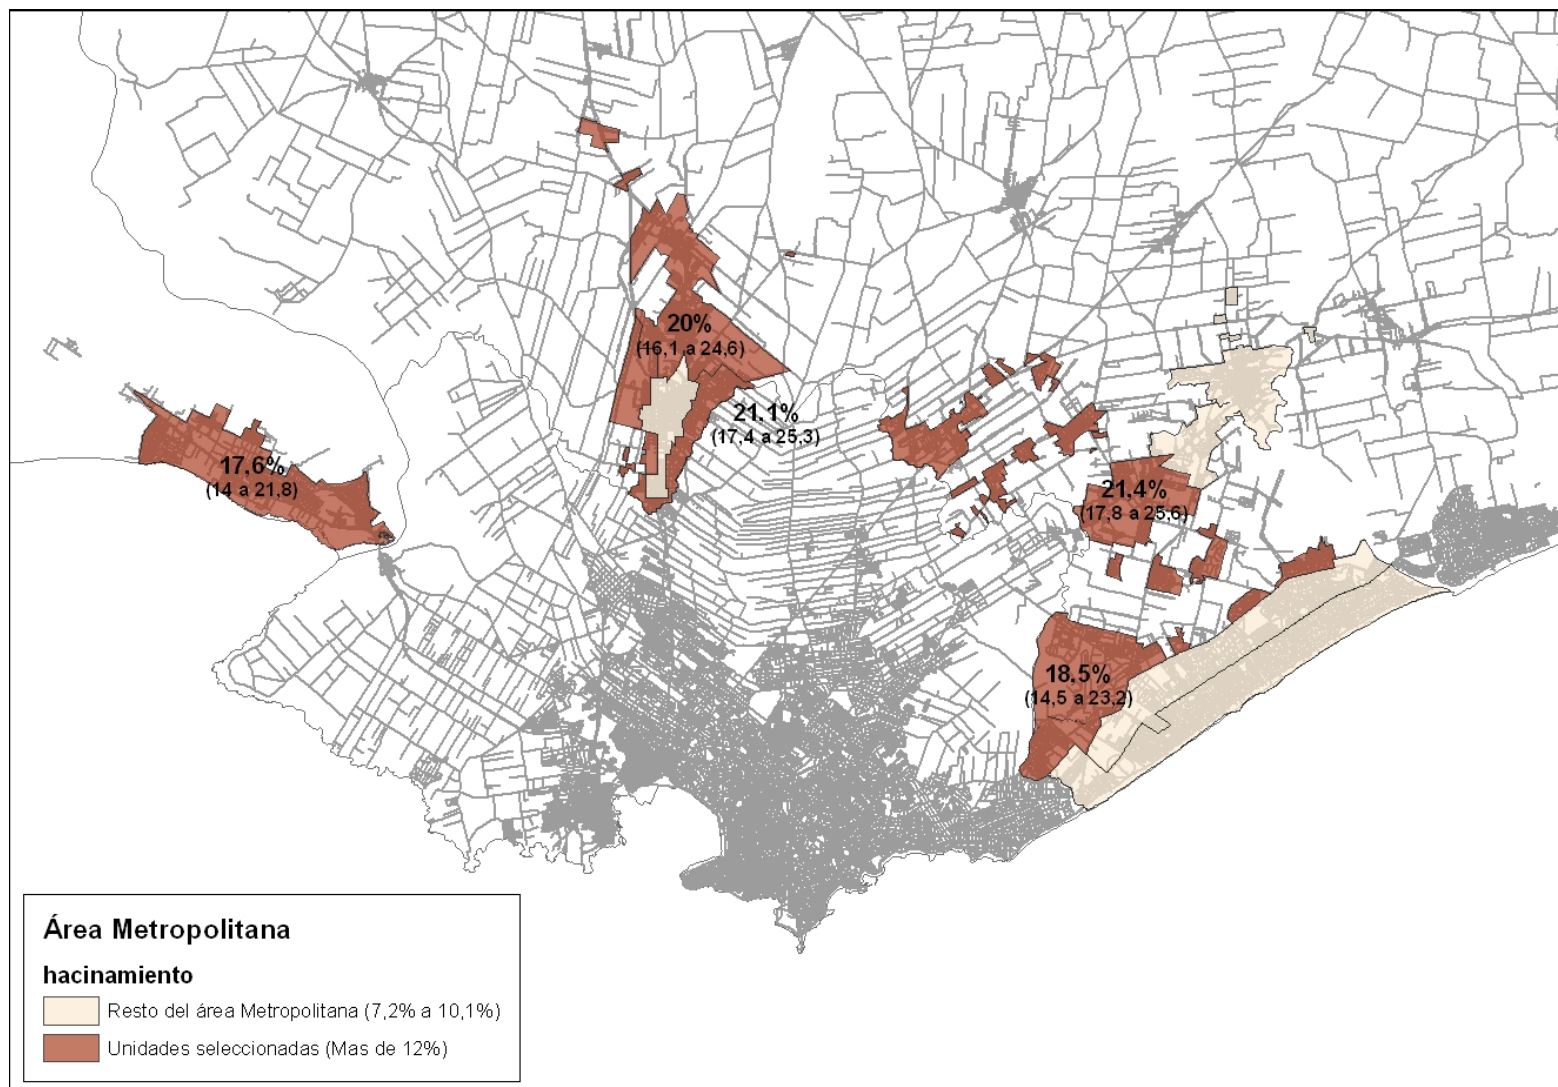 20%
(16,1 a 24,6)
21.1%
(17,4 a 25,3)
17,6%
(14 a 21,8)
21,4%
(17,8 a 25,6)
18,5%
(14,5 a 23,2)
Área Metropolitana
hacinamiento
Resto del área Metropolitana (7,2% a 10,1%)
Unidades seleccionadas (Mas de 12%)